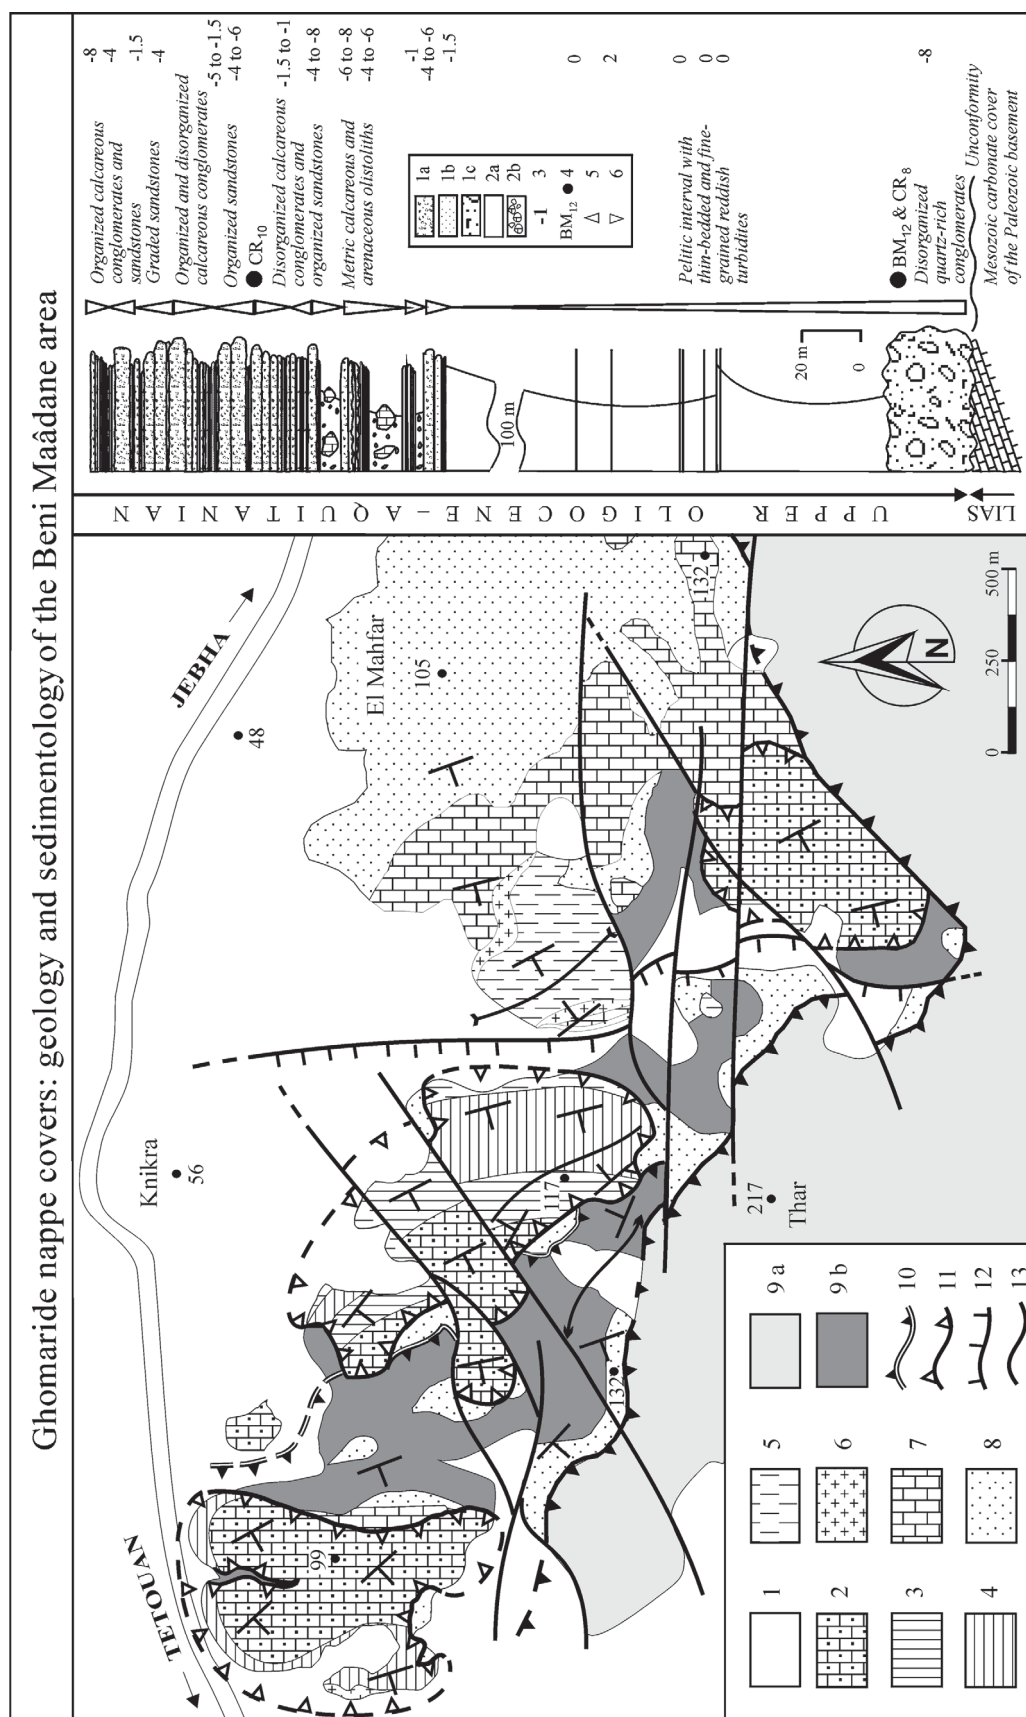 Ghomaride nappe covers: geology and sedimentology of the Beni Maâdane area
TETOUAN
JEBHA
Knikra
56
48
El Mahfar
105
99
117
132
132
217
Thar
N
0
250
500 m
1
2
3
4
5
6
7
8
9 a
9 b
10
11
12
13
LIAS
UPPER OLIGOCENE – AQUITANIAN
100 m
20 m
0
Organized calcareous
conglomerates and
sandstones
Graded sandstones
Organized and disorganized
calcareous conglomerates
Organized sandstones
CR10
Disorganized calcareous
conglomerates and
organized sandstones
Metric calcareous and
arenaceous olistoliths
Pelitic interval with
thin-bedded and fine-
grained reddish
turbidites
BM12 & CR8
Disorganized
quartz-rich
conglomerates
Unconformity
Mesozoic carbonate cover
of the Paleozoic basement
-8
-4
-1.5
-4
-5 to -1.5
-4 to -6
-1.5 to -1
-4 to -8
-6 to -8
-4 to -6
-1
-4 to -6
-1.5
0
2
0
0
0
-8
1a
1b
1c
2a
2b
-1 3
BM12 4
5
6